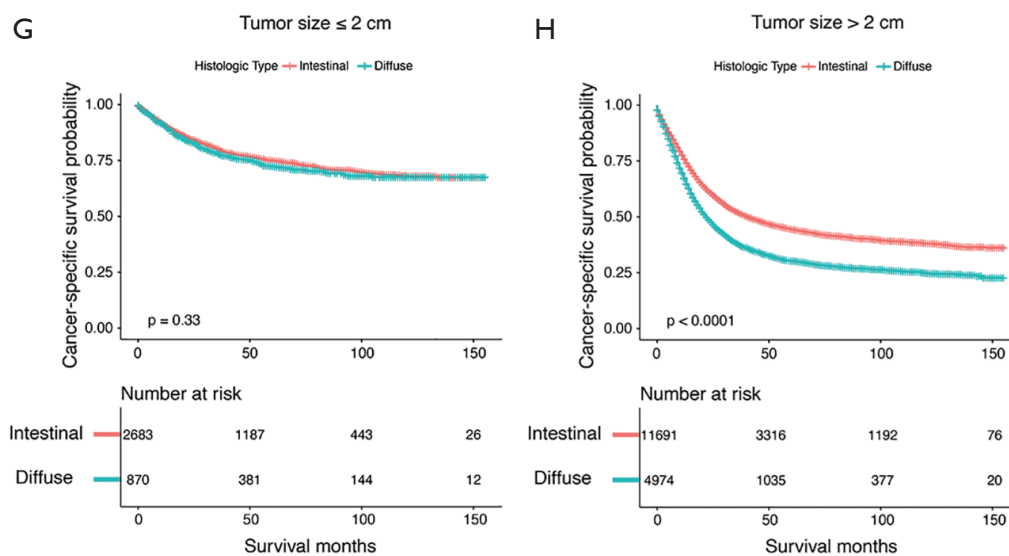 G
Tumor size ≤ 2 cm
Histologic Type Intestinal Diffuse
Cancer-specific survival probability
1.00
0.75
0.50
0.25
0.00
p = 0.33
0 50 100 150
Number at risk
Intestinal 2683 1187 443 26
Diffuse 870 381 144 12
0 50 100 150
Survival months
H
Tumor size > 2 cm
Histologic Type Intestinal Diffuse
Cancer-specific survival probability
1.00
0.75
0.50
0.25
0.00
p < 0.0001
0 50 100 150
Number at risk
Intestinal 11691 3316 1192 76
Diffuse 4974 1035 377 20
0 50 100 150
Survival months